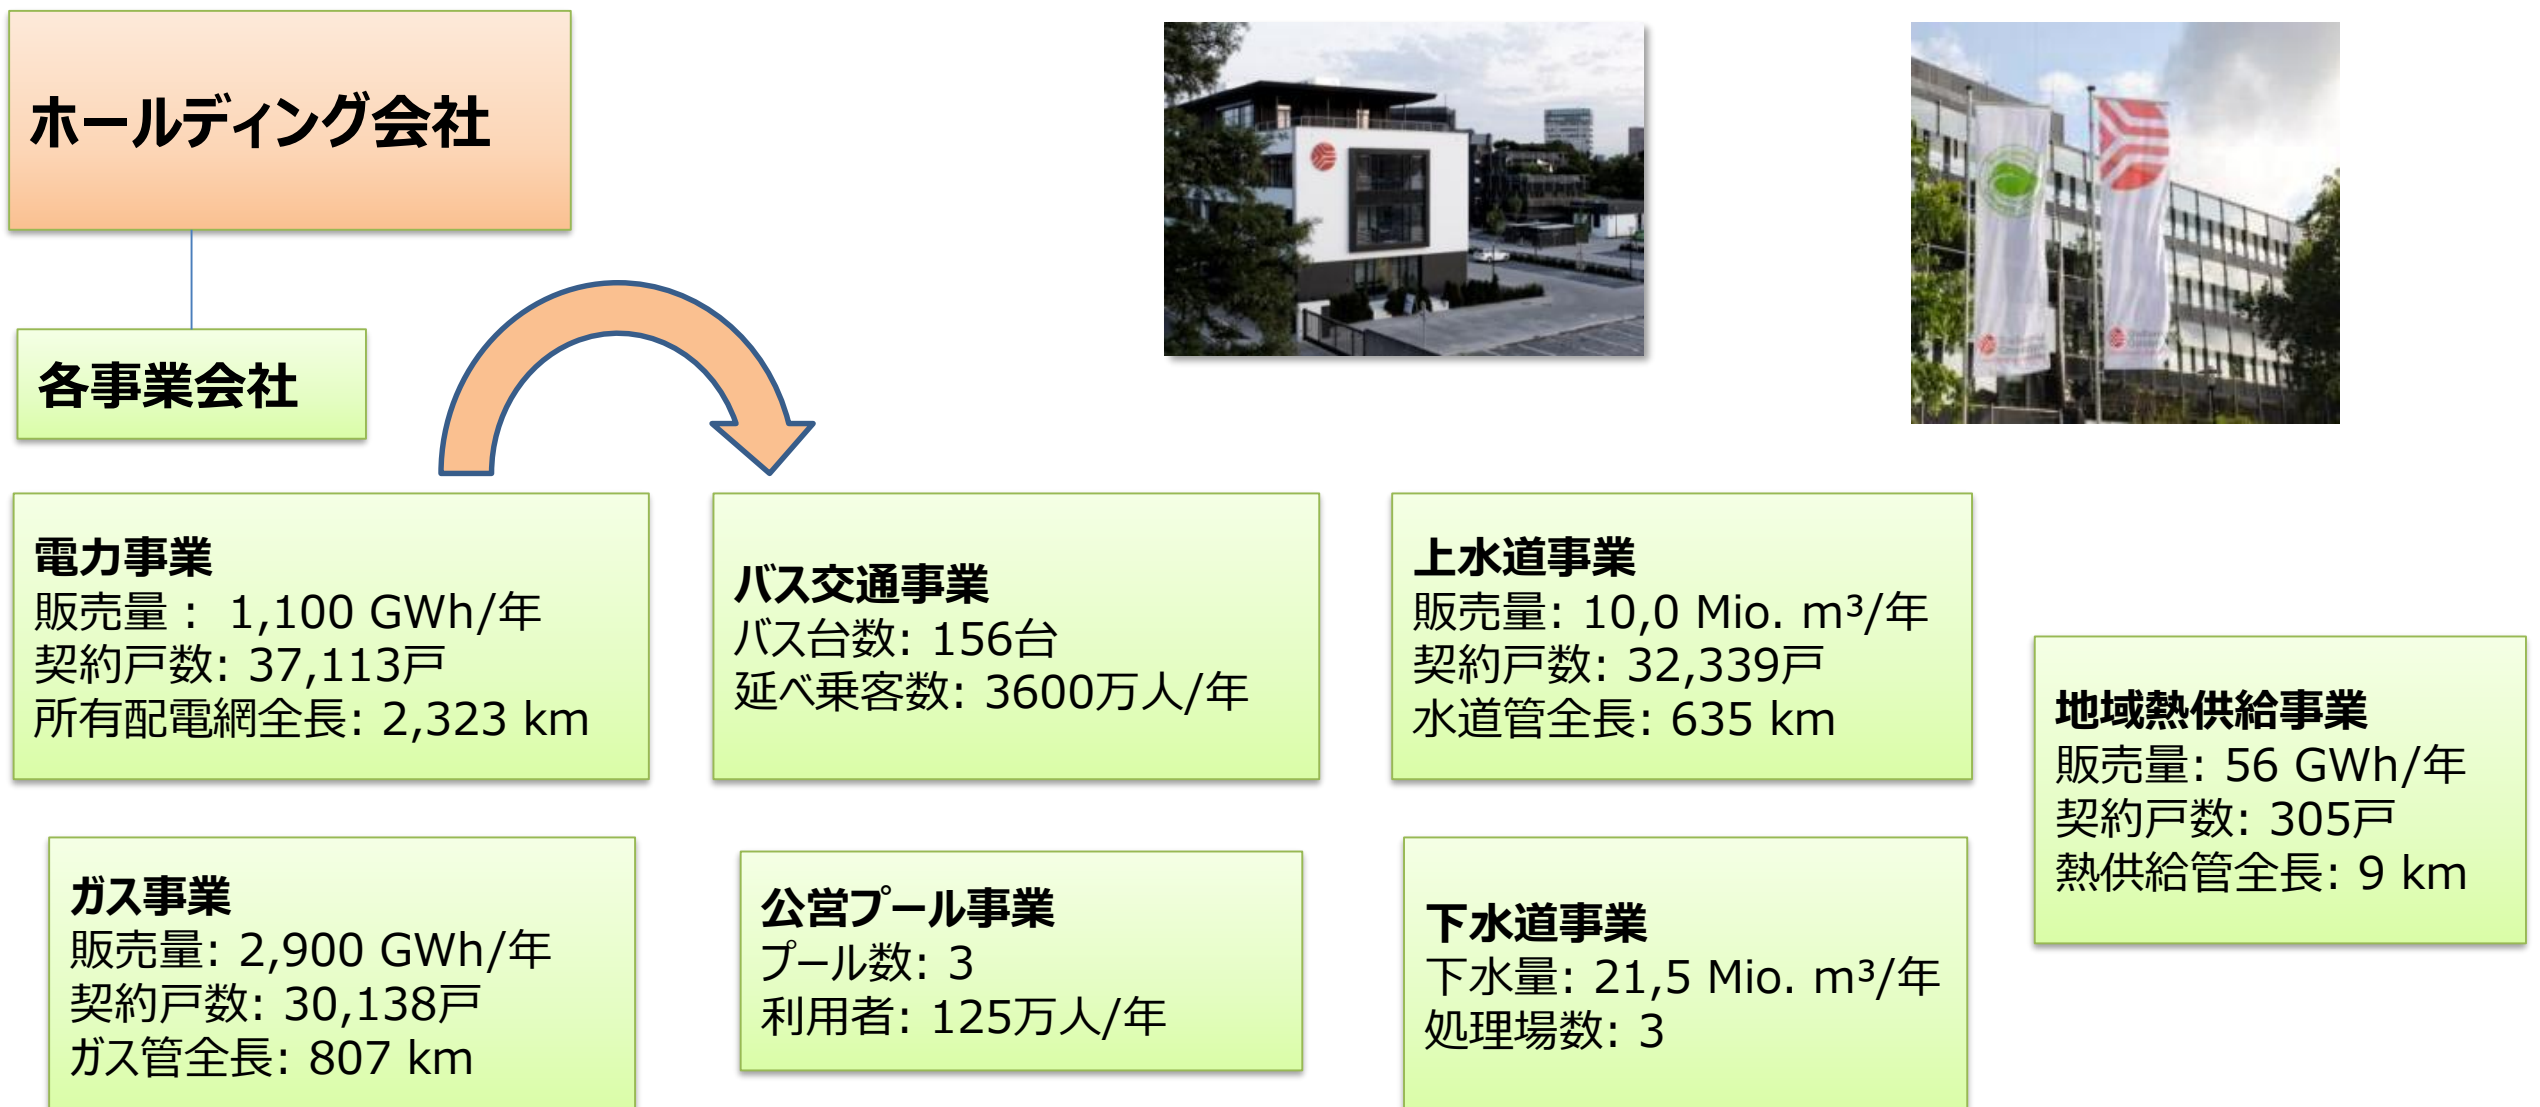 ホールディング会社
各事業会社
電力事業
販売量： 1,100 GWh/年
契約戸数: 37,113戸
所有配電網全長: 2,323 km
バス交通事業
バス台数: 156台
延べ乗客数: 3600万人/年
上水道事業
販売量: 10,0 Mio. m³/年
契約戸数: 32,339戸
水道管全長: 635 km
地域熱供給事業
販売量: 56 GWh/年
契約戸数: 305戸
熱供給管全長: 9 km
ガス事業
販売量: 2,900 GWh/年
契約戸数: 30,138戸
ガス管全長: 807 km
公営プール事業
プール数: 3
利用者: 125万人/年
下水道事業
下水量: 21,5 Mio. m³/年
処理場数: 3